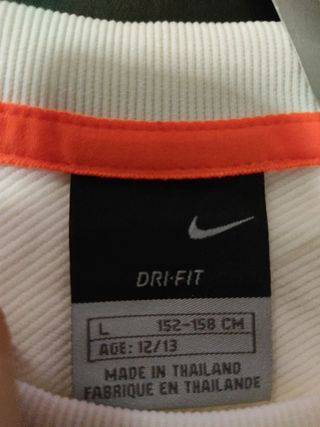 DRI-FIT
L 152-158 CM
AGE: 12/13
MADE IN THAILAND
FABRIQUE EN THAILANDE